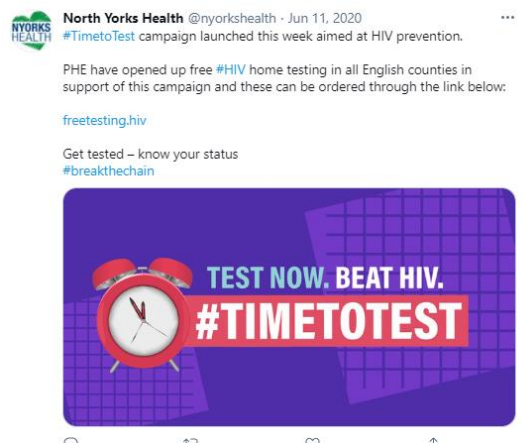 NYORKS
HEALTH
North Yorks Health @nyorkshealth · Jun 11, 2020
#TimetoTest campaign launched this week aimed at HIV prevention.
PHE have opened up free #HIV home testing in all English counties in
support of this campaign and these can be ordered through the link below:
freetesting.hiv
Get tested – know your status
#breakthechain
TEST NOW. BEAT HIV.
#TIMETOTEST